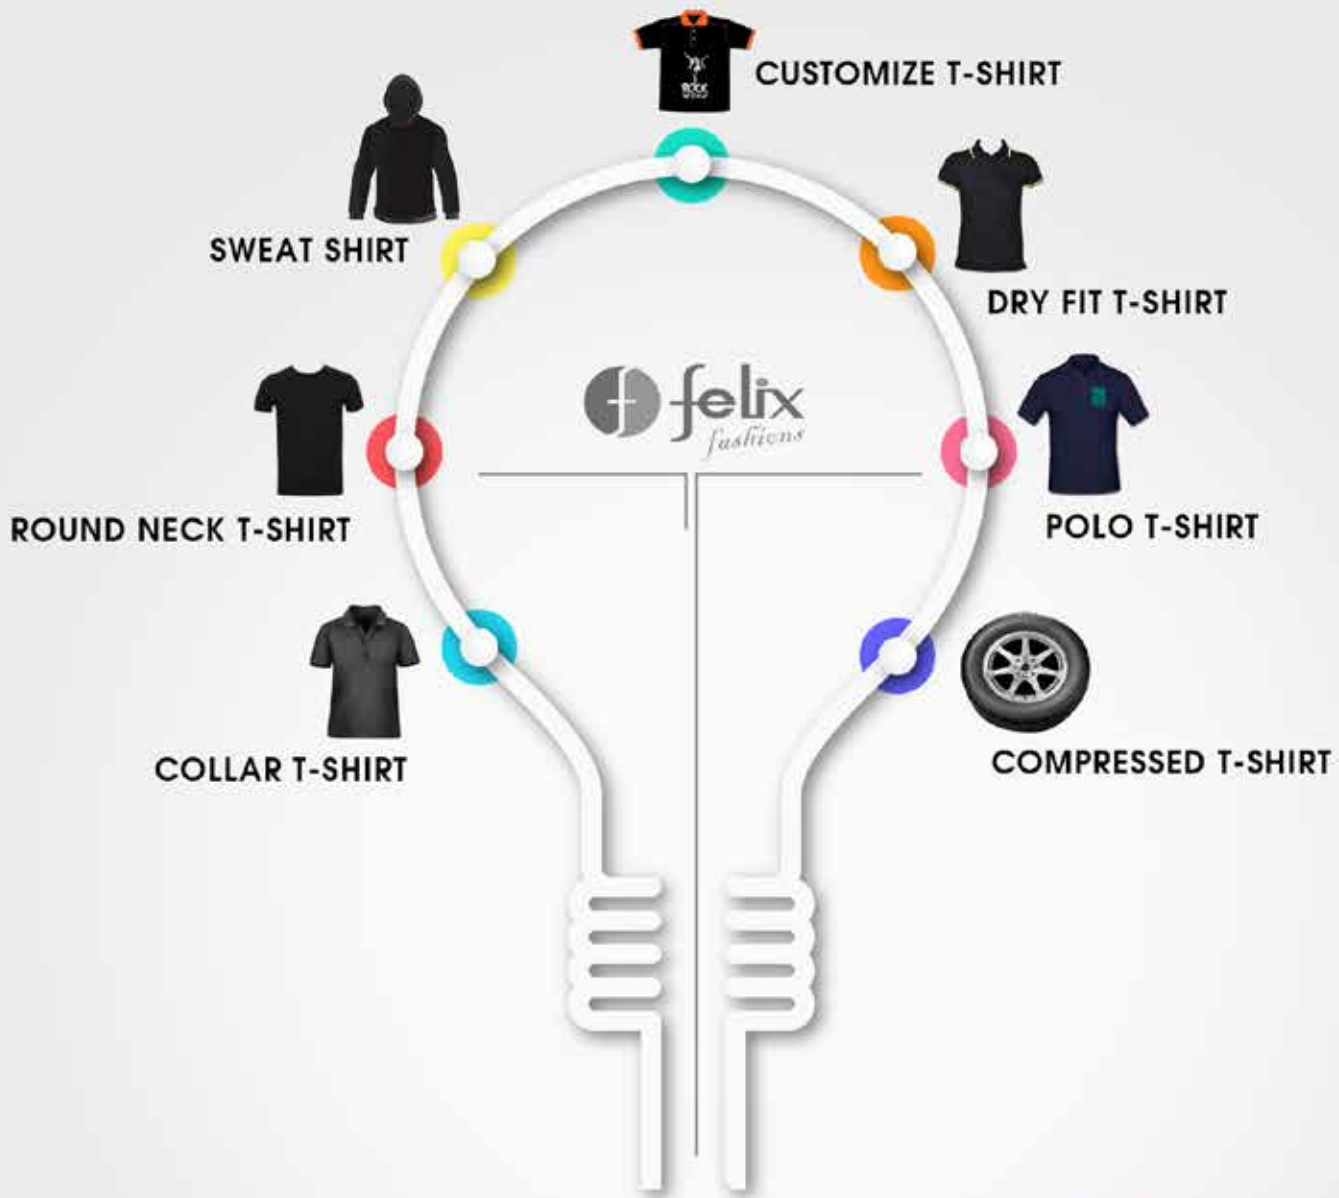 CUSTOMIZE T-SHIRT
SWEAT SHIRT
DRY FIT T-SHIRT
felix
fashions
ROUND NECK T-SHIRT
POLO T-SHIRT
COLLAR T-SHIRT
COMPRESSED T-SHIRT